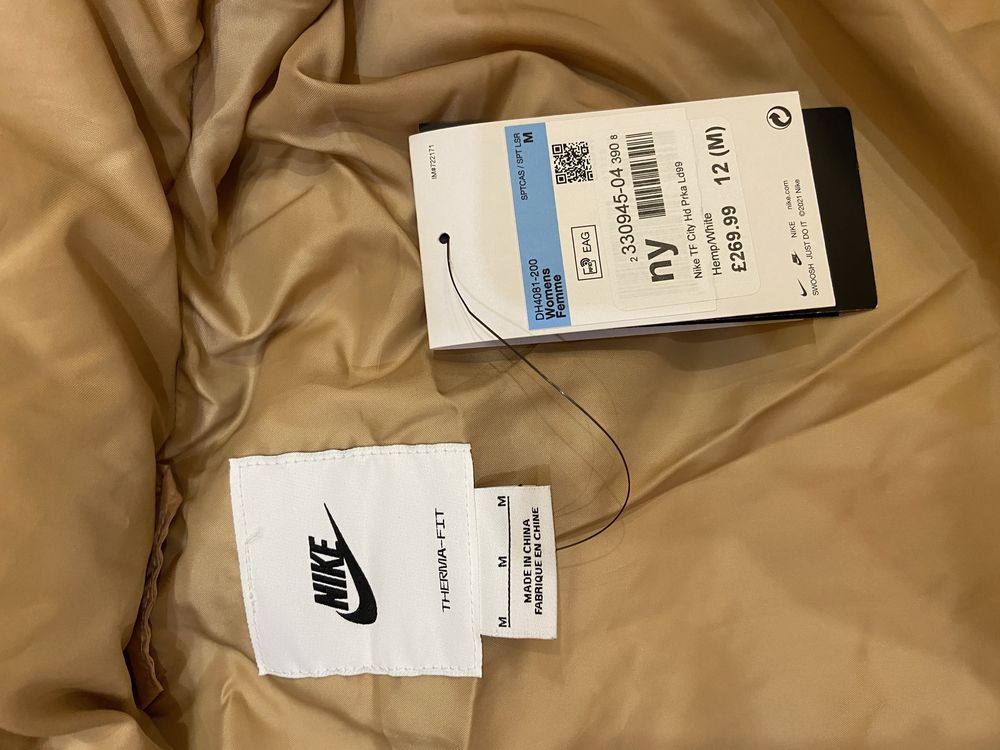 IM#722171
DH4081-200
Womens
Femme
SPTCAS / SPT LSR
M
EAG
2 330945-04 390 8
ny
Nike TF City Hd Prka Ld99
Hemp/White
£269.99 12 (M)
NIKE nike.com
SWOOSH JUST DO IT ©2021 Nike
NIKE
THERMA-FIT
M M M
MADE IN CHINA
FABRIQUE EN CHINE